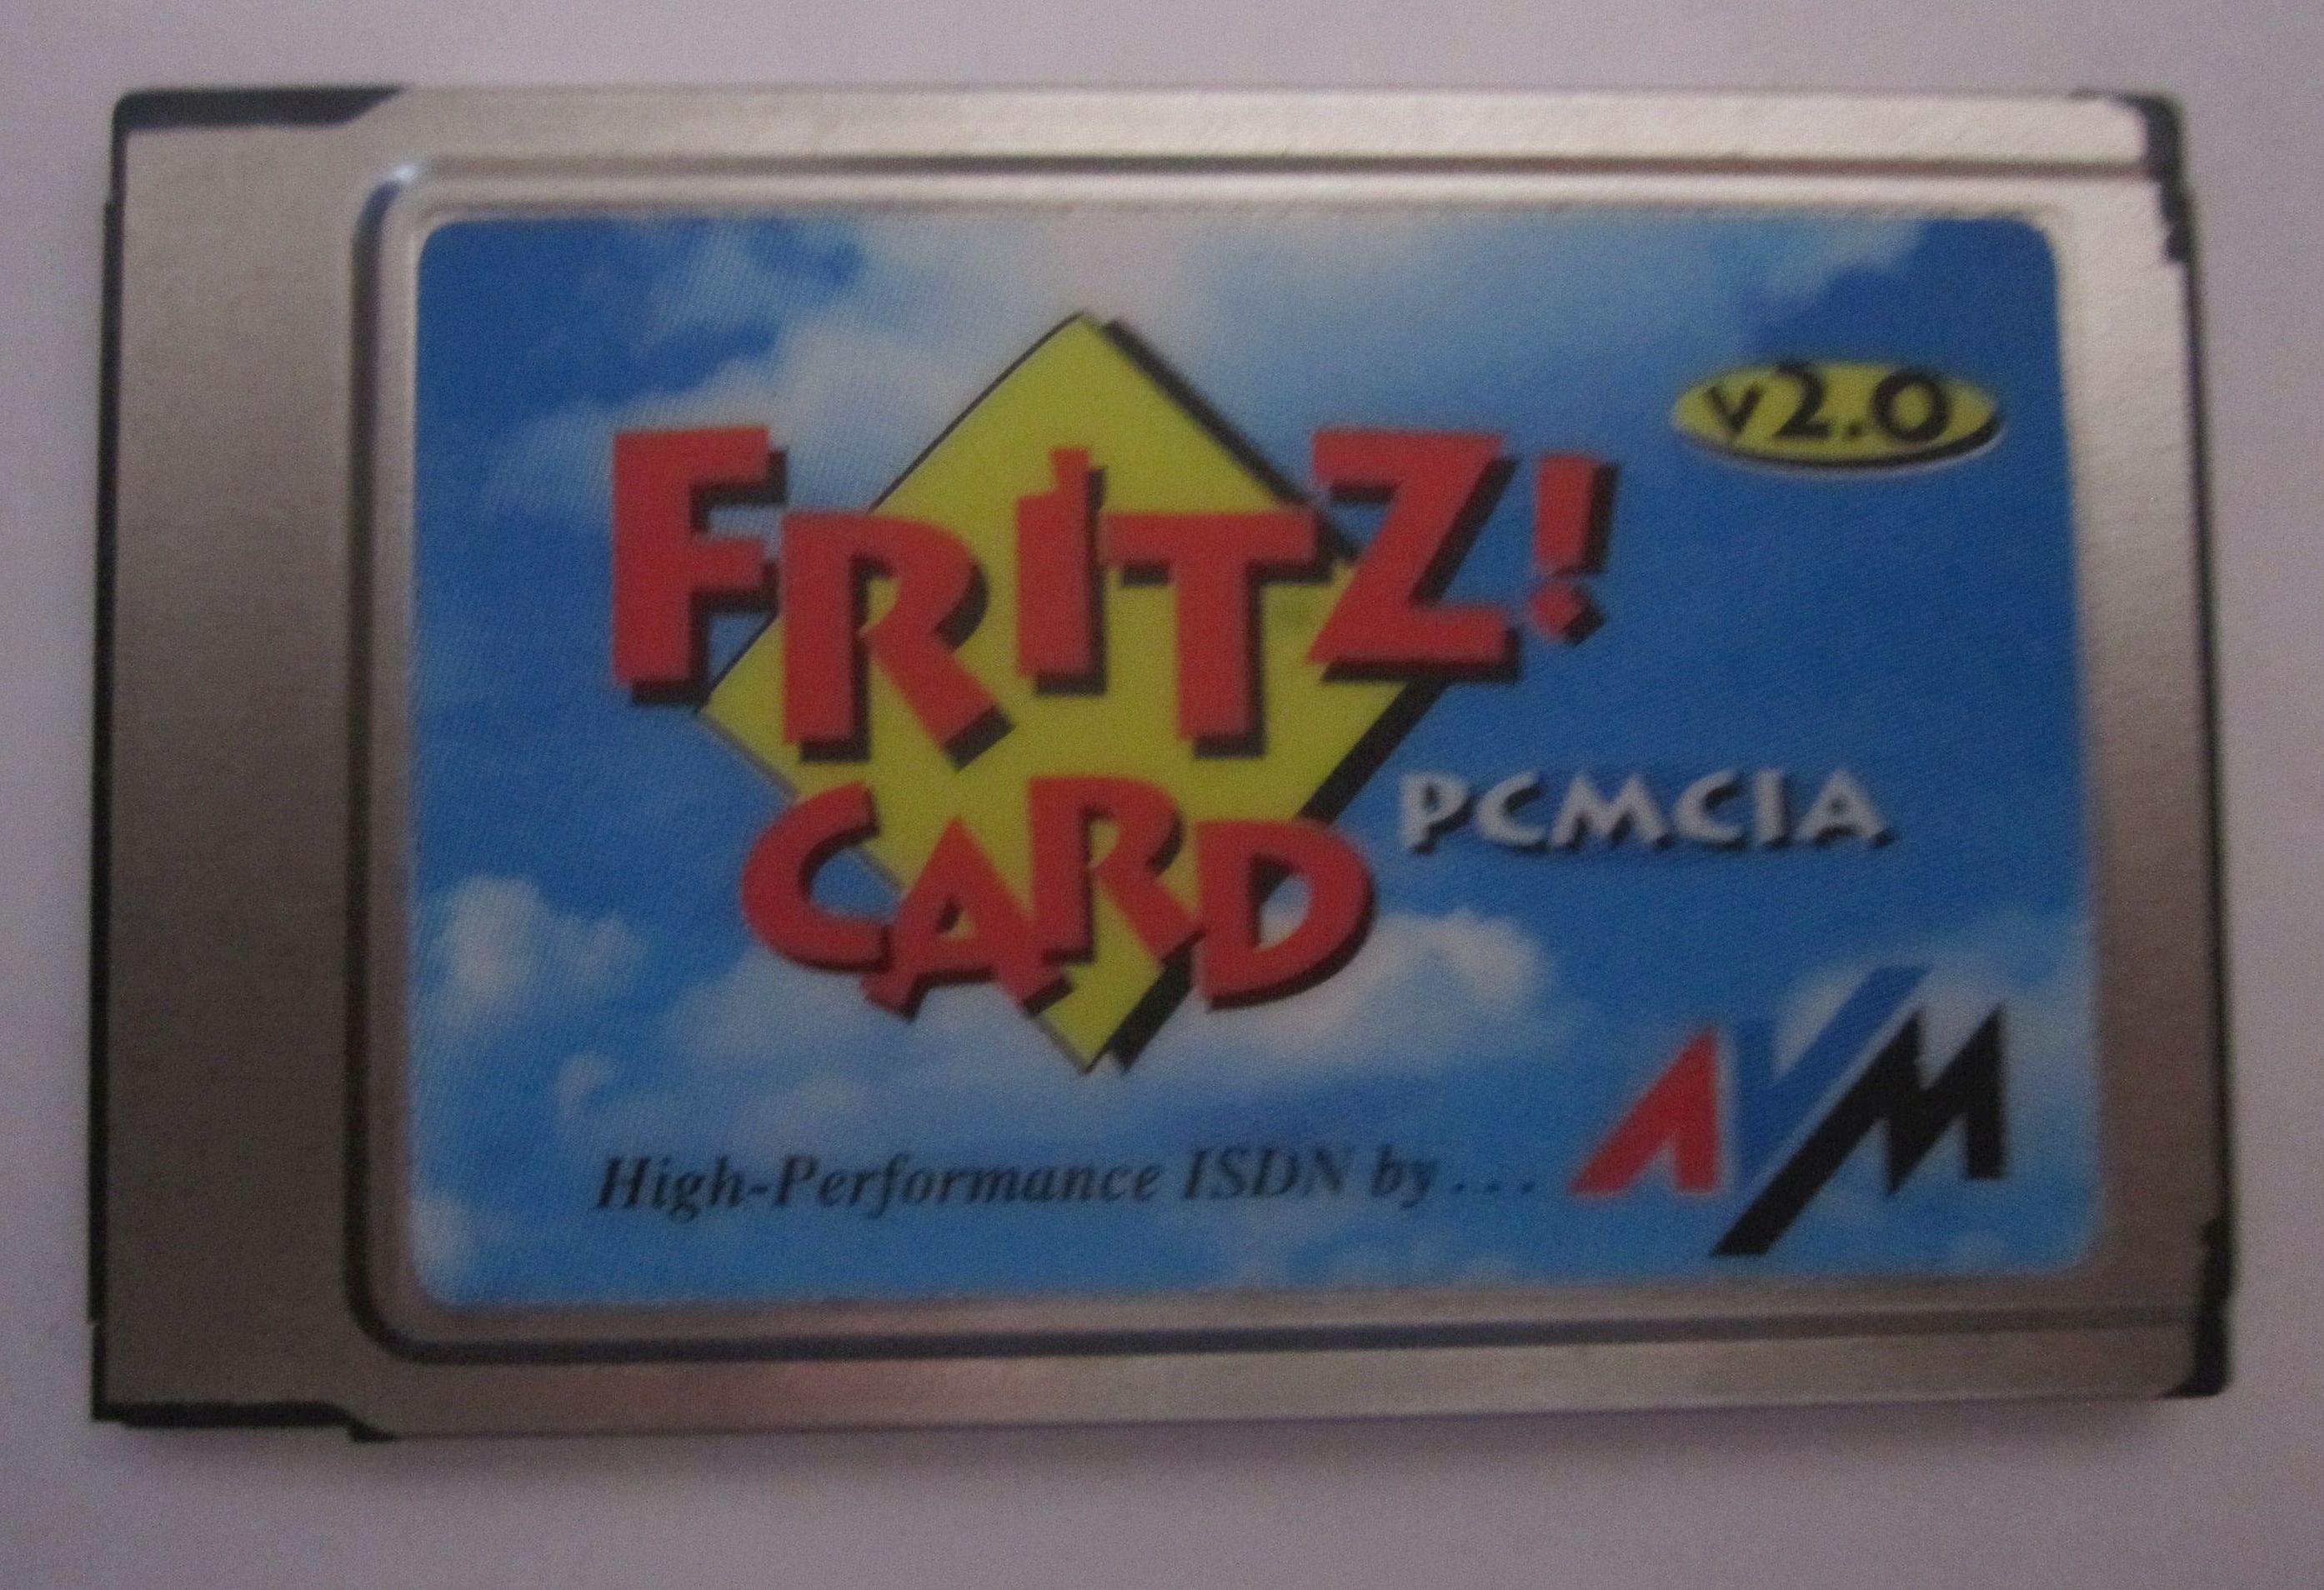 v2.0
FRITZ!
CARD PCMCIA
High-Performance ISDN by... AVM